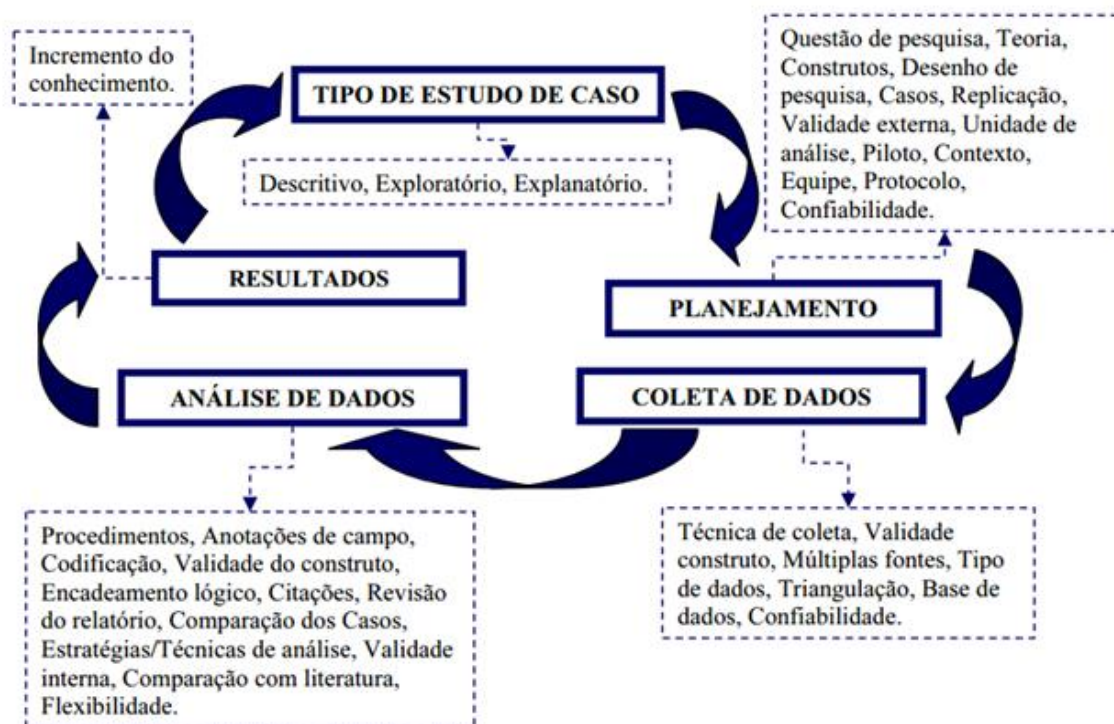 Incremento do
conhecimento.
TIPO DE ESTUDO DE CASO
Descritivo, Exploratório, Explanatório.
Questão de pesquisa, Teoria,
Construtos, Desenho de
pesquisa, Casos, Replicação,
Validade externa, Unidade de
análise, Piloto, Contexto,
Equipe, Protocolo,
Confiabilidade.
RESULTADOS
PLANEJAMENTO
ANÁLISE DE DADOS
COLETA DE DADOS
Procedimentos, Anotações de campo,
Codificação, Validade do construto,
Encadeamento lógico, Citações, Revisão
do relatório, Comparação dos Casos,
Estratégias/Técnicas de análise, Validade
interna, Comparação com literatura,
Flexibilidade.
Técnica de coleta, Validade
construto, Múltiplas fontes, Tipo
de dados, Triangulação, Base de
dados, Confiabilidade.